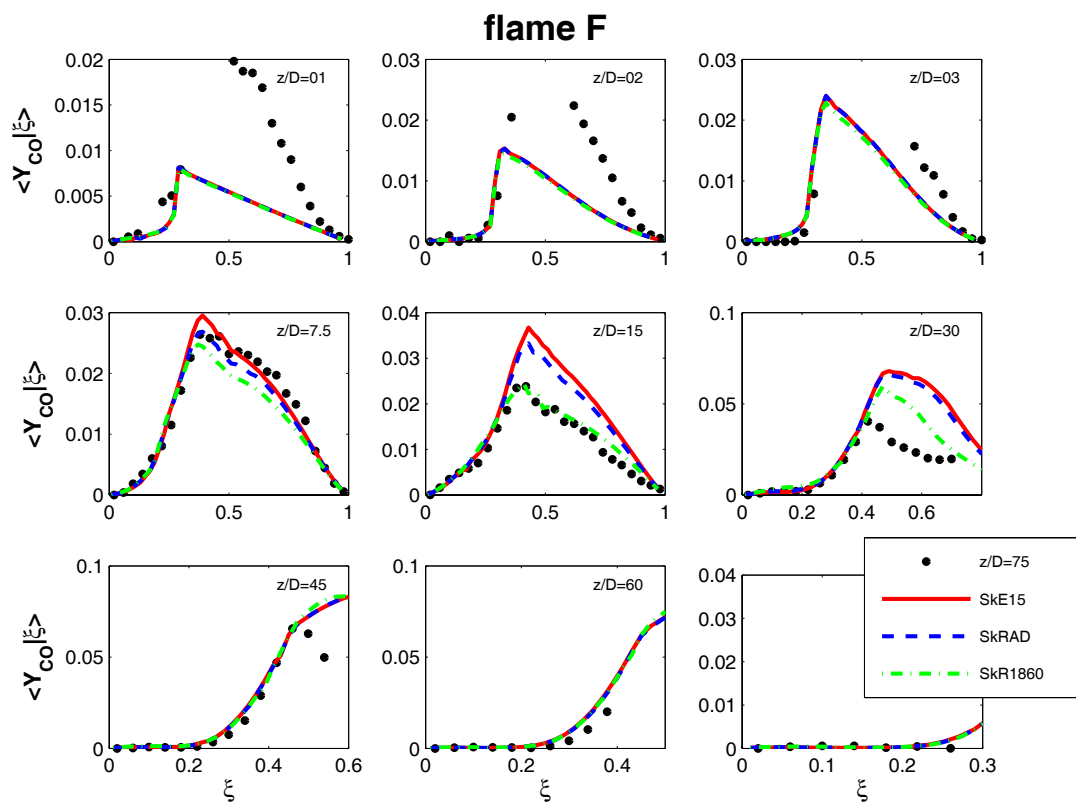 flame F
<Y_CO|ξ>
0.02
0.015
0.01
0.005
0
z/D=01
0 0.5 1
0.03
0.02
0.01
0
z/D=02
0 0.5 1
0.03
0.02
0.01
0
z/D=03
0 0.5 1
<Y_CO|ξ>
0.03
0.02
0.01
0
z/D=7.5
0 0.5 1
0.04
0.03
0.02
0.01
0
z/D=15
0 0.5 1
0.1
0.05
0
z/D=30
0 0.2 0.4 0.6
<Y_CO|ξ>
0.1
0.05
0
z/D=45
0 0.2 0.4 0.6
ξ
0.1
0.05
0
z/D=60
0 0.2 0.4
ξ
0.04
0.03
0.02
0.01
0
0 0.1 0.2 0.3
ξ
z/D=75
SkE15
SkRAD
SkR1860